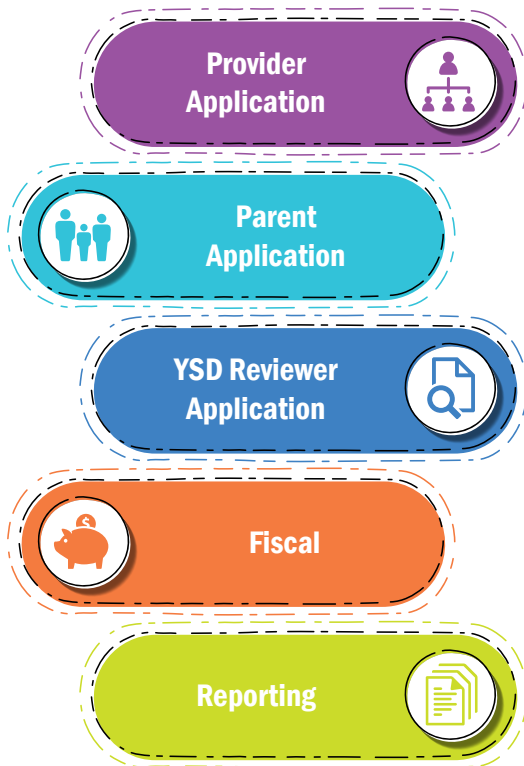 Provider
Application
Parent
Application
YSD Reviewer
Application
$
Fiscal
Reporting